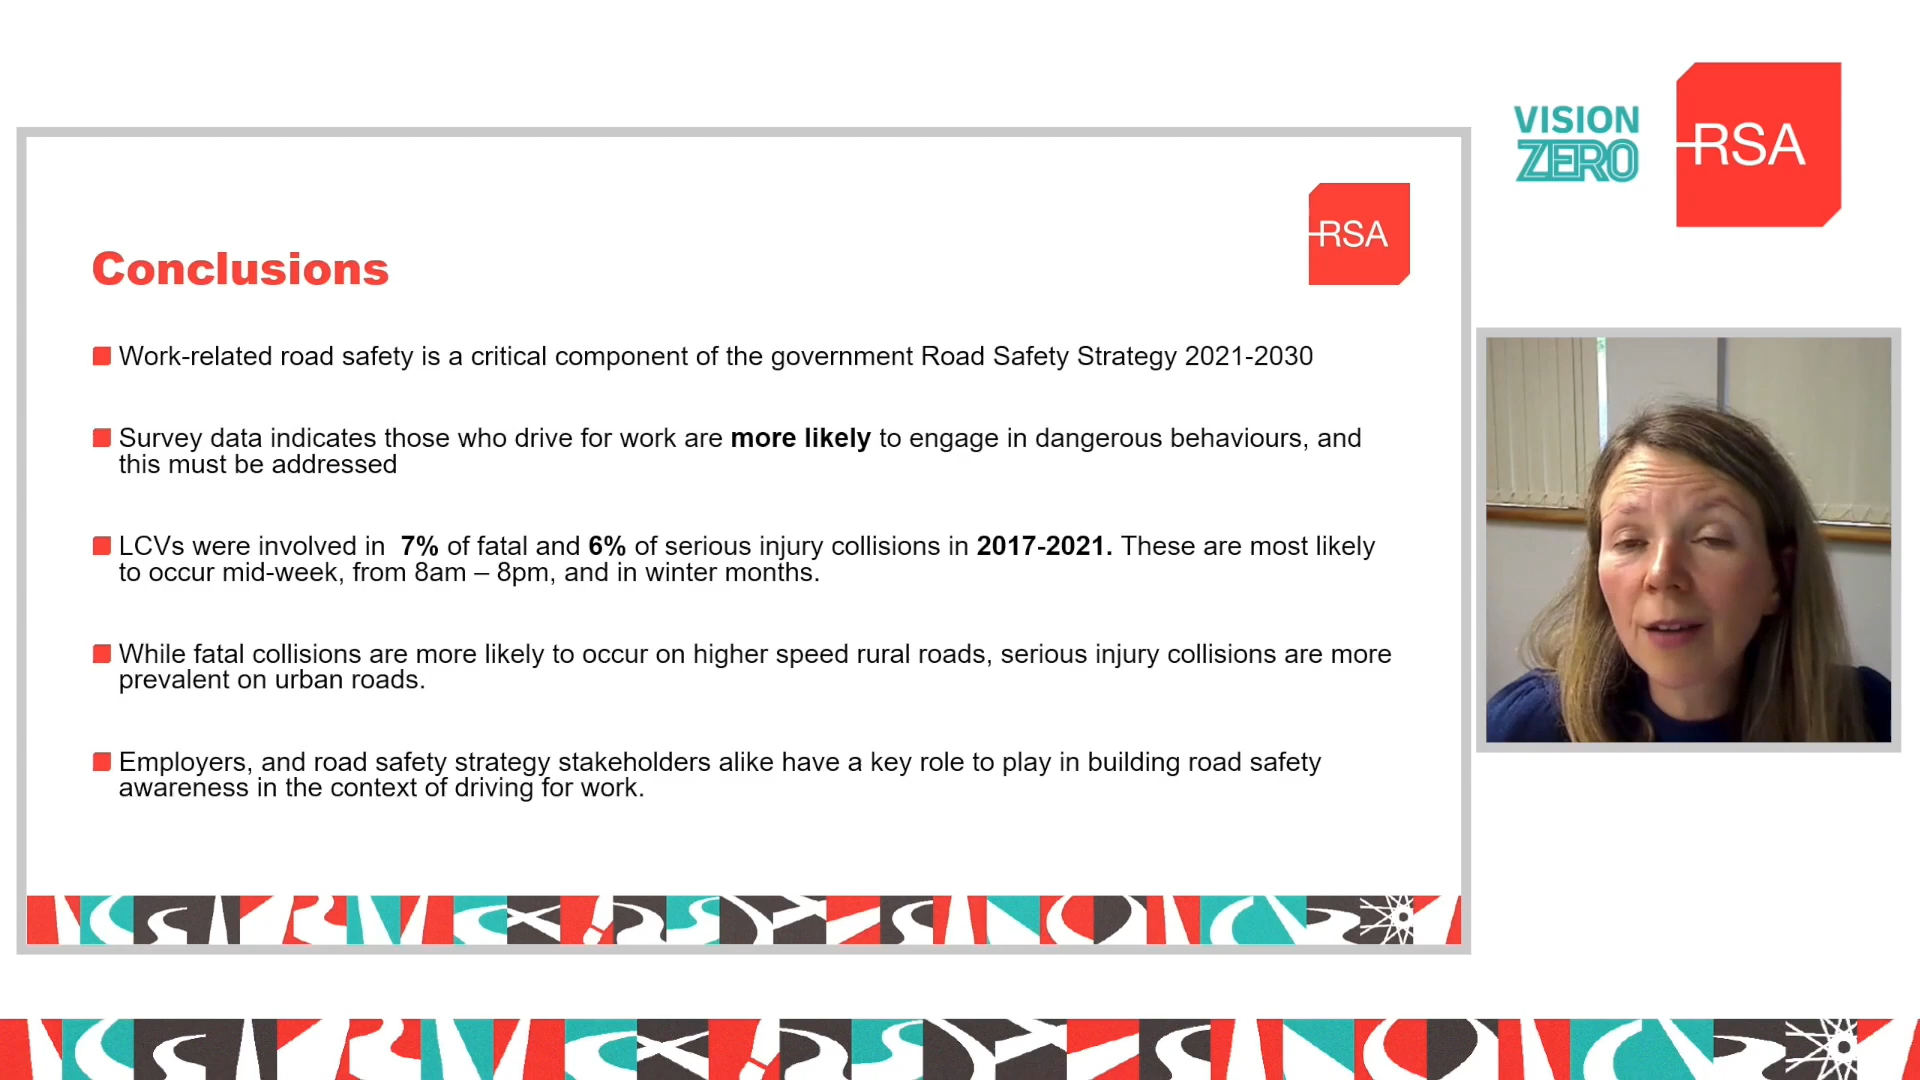 VISION
ZERO
RSA
RSA
Conclusions
Work-related road safety is a critical component of the government Road Safety Strategy 2021-2030
Survey data indicates those who drive for work are more likely to engage in dangerous behaviours, and
this must be addressed
LCVs were involved in  7% of fatal and 6% of serious injury collisions in 2017-2021. These are most likely
to occur mid-week, from 8am – 8pm, and in winter months.
While fatal collisions are more likely to occur on higher speed rural roads, serious injury collisions are more
prevalent on urban roads.
Employers, and road safety strategy stakeholders alike have a key role to play in building road safety
awareness in the context of driving for work.